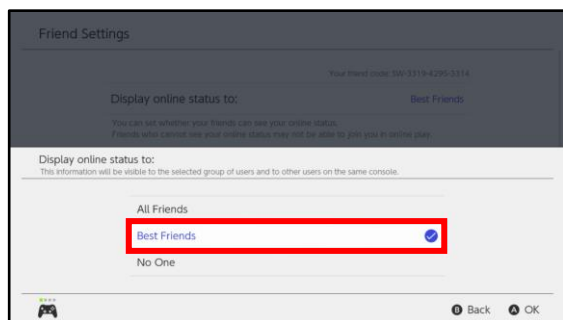 Friend Settings
Your friend code: SW-3319-4299-3314
Display online status to: Best Friends
You can set whether your friends can see your online status.
Friends who cannot see your online status may not be able to join you in online play.
Display online status to:
This information will be visible to the selected group of users and to other users on the same console.
All Friends
Best Friends
No One
B Back A OK